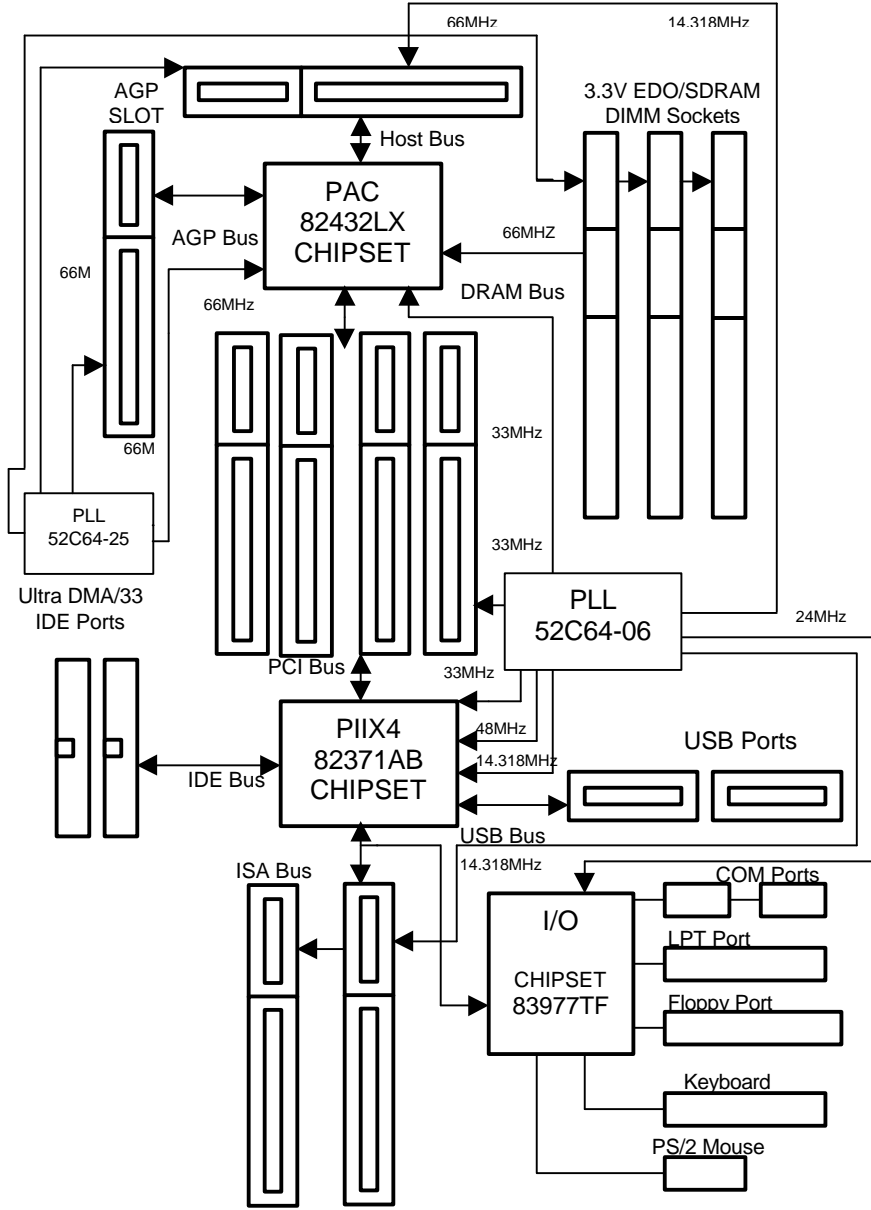 66MHz
14.318MHz
AGP
SLOT
3.3V EDO/SDRAM
DIMM Sockets
Host Bus
PAC
82432LX
CHIPSET
AGP Bus
66MHZ
66M
DRAM Bus
66MHz
33MHz
66M
PLL
52C64-25
33MHz
Ultra DMA/33
IDE Ports
PLL
52C64-06
24MHz
PCI Bus
33MHz
PIIX4
82371AB
CHIPSET
48MHz
14.318MHz
USB Ports
IDE Bus
USB Bus
ISA Bus
14.318MHz
COM Ports
I/O
CHIPSET
83977TF
LPT Port
Floppy Port
Keyboard
PS/2 Mouse